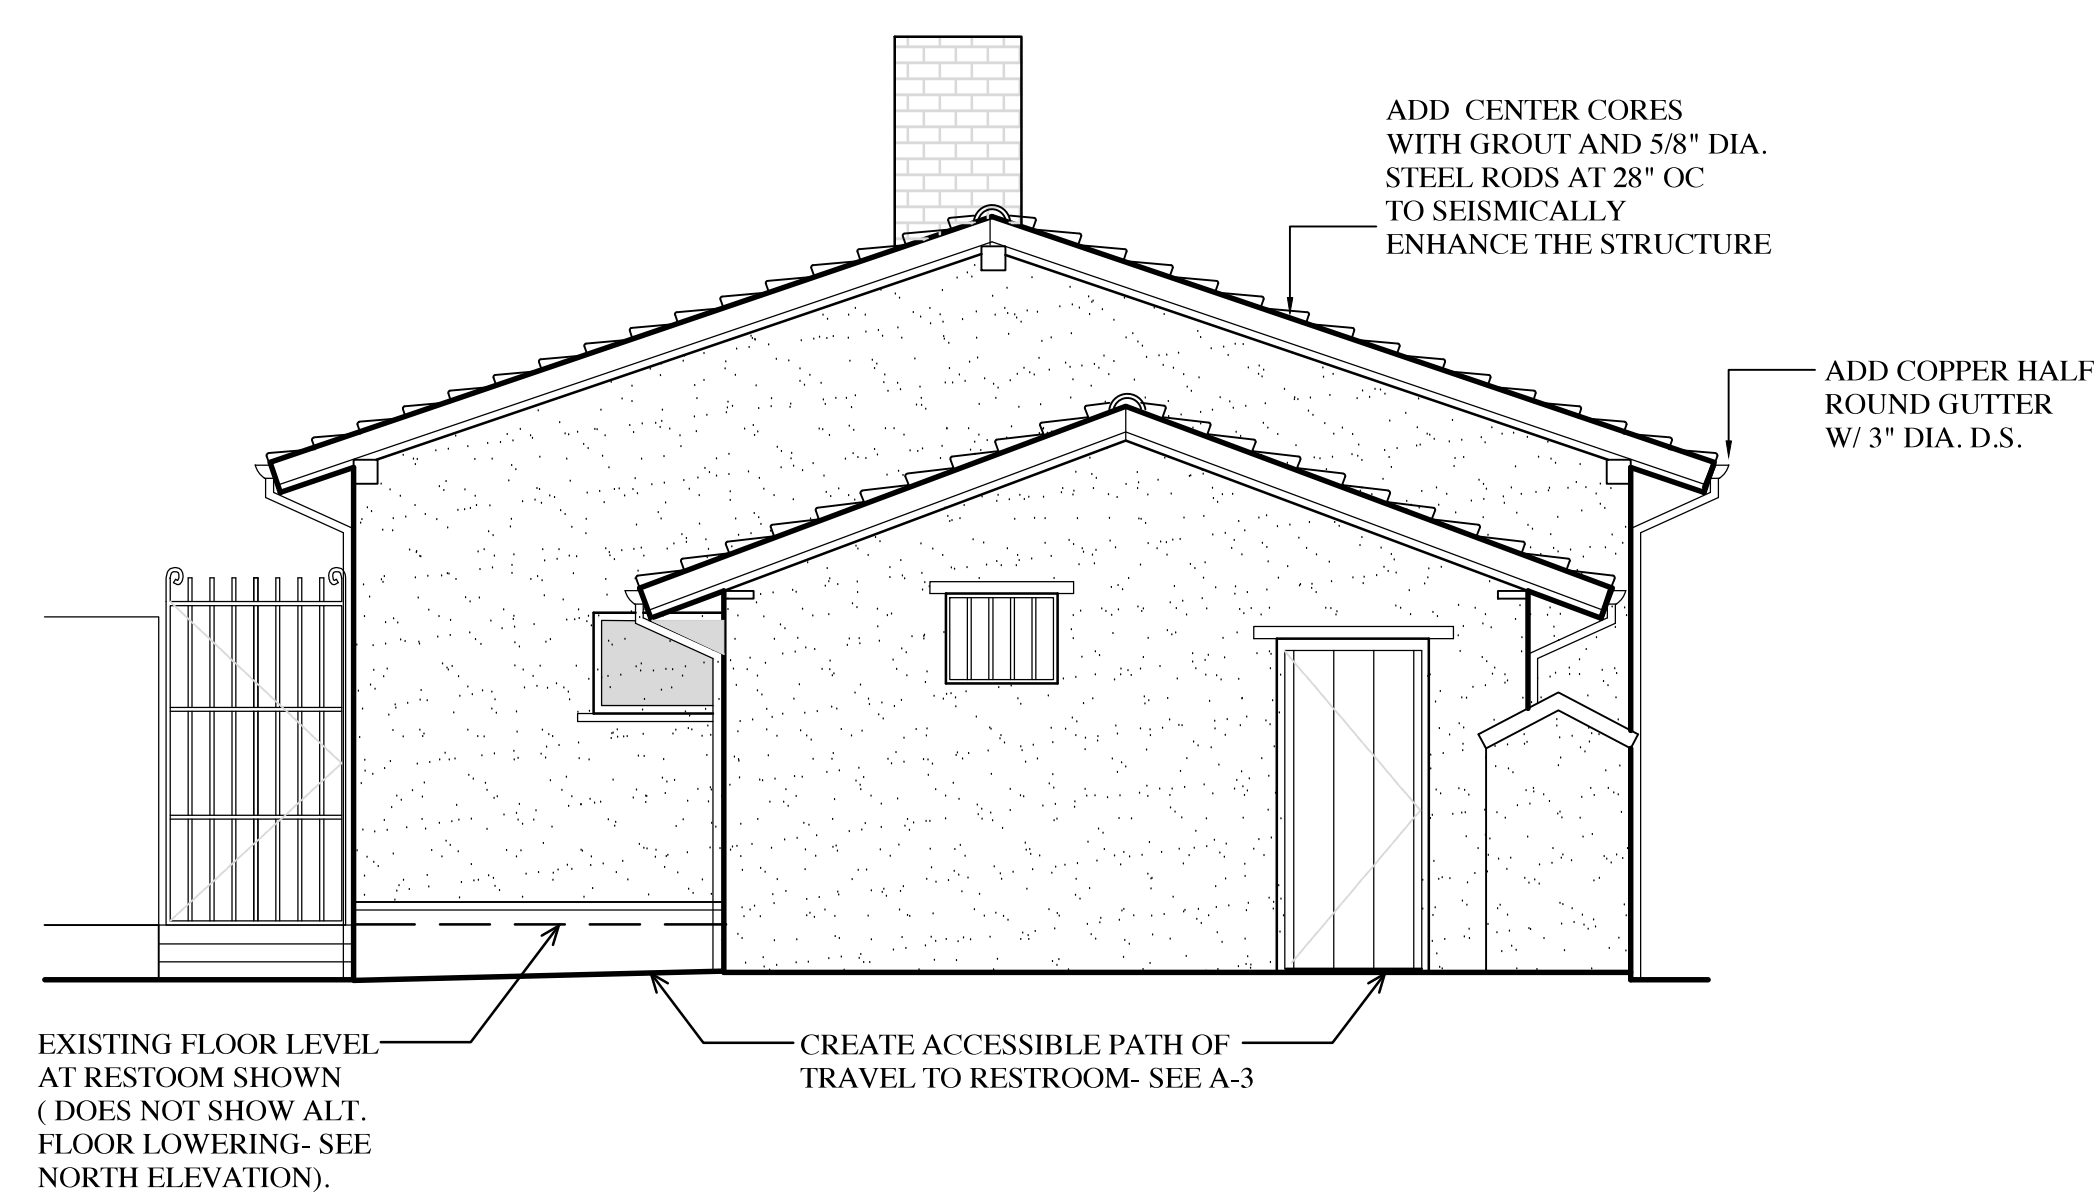 ADD CENTER CORES
WITH GROUT AND 5/8" DIA.
STEEL RODS AT 28" OC
TO SEISMICALLY
ENHANCE THE STRUCTURE
ADD COPPER HALF
ROUND GUTTER
W/ 3" DIA. D.S.
EXISTING FLOOR LEVEL
AT RESTOOM SHOWN
( DOES NOT SHOW ALT.
FLOOR LOWERING- SEE
NORTH ELEVATION).
CREATE ACCESSIBLE PATH OF
TRAVEL TO RESTROOM- SEE A-3